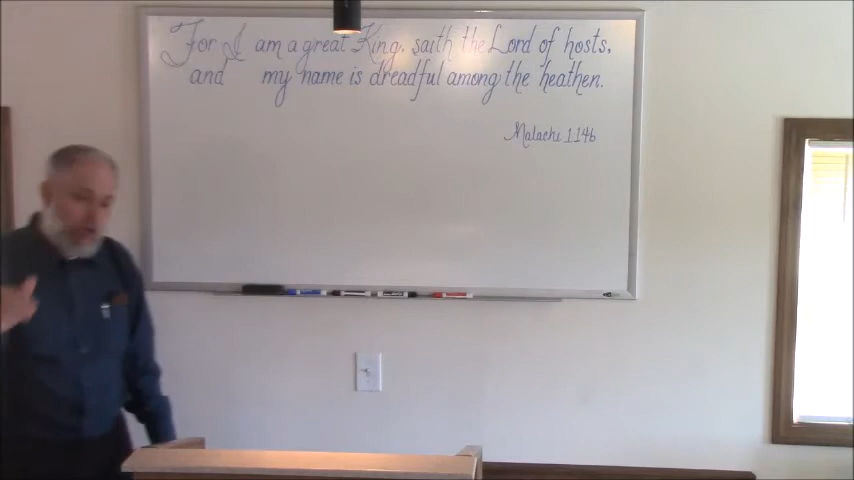 For I am a great King, saith the Lord of hosts,
and my name is dreadful among the heathen.
Malachi 1:14b